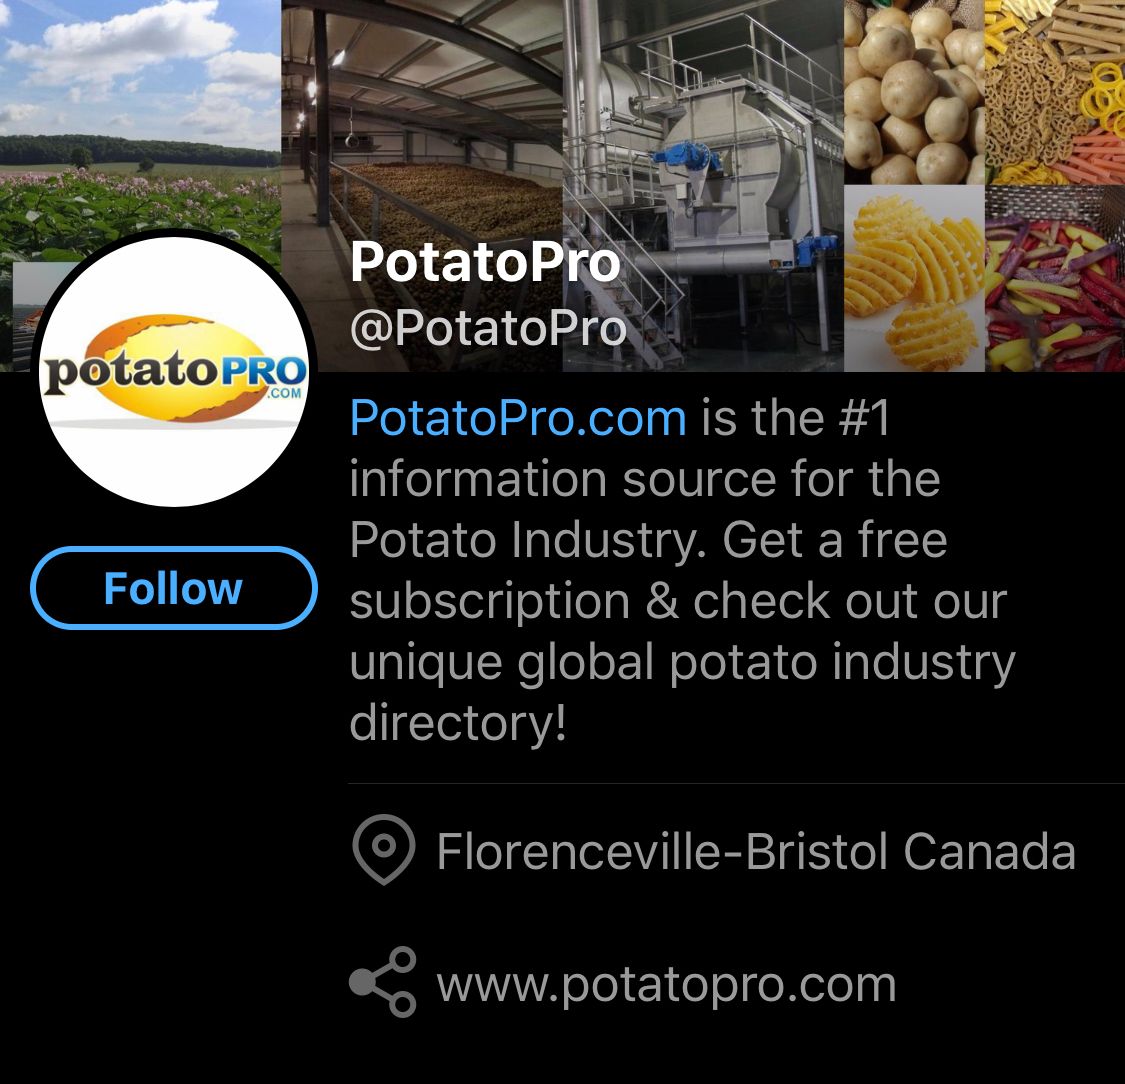 PotatoPro
@PotatoPro
potatoPRO
.COM
Follow
PotatoPro.com is the #1
information source for the
Potato Industry. Get a free
subscription & check out our
unique global potato industry
directory!
Florenceville-Bristol Canada
www.potatopro.com